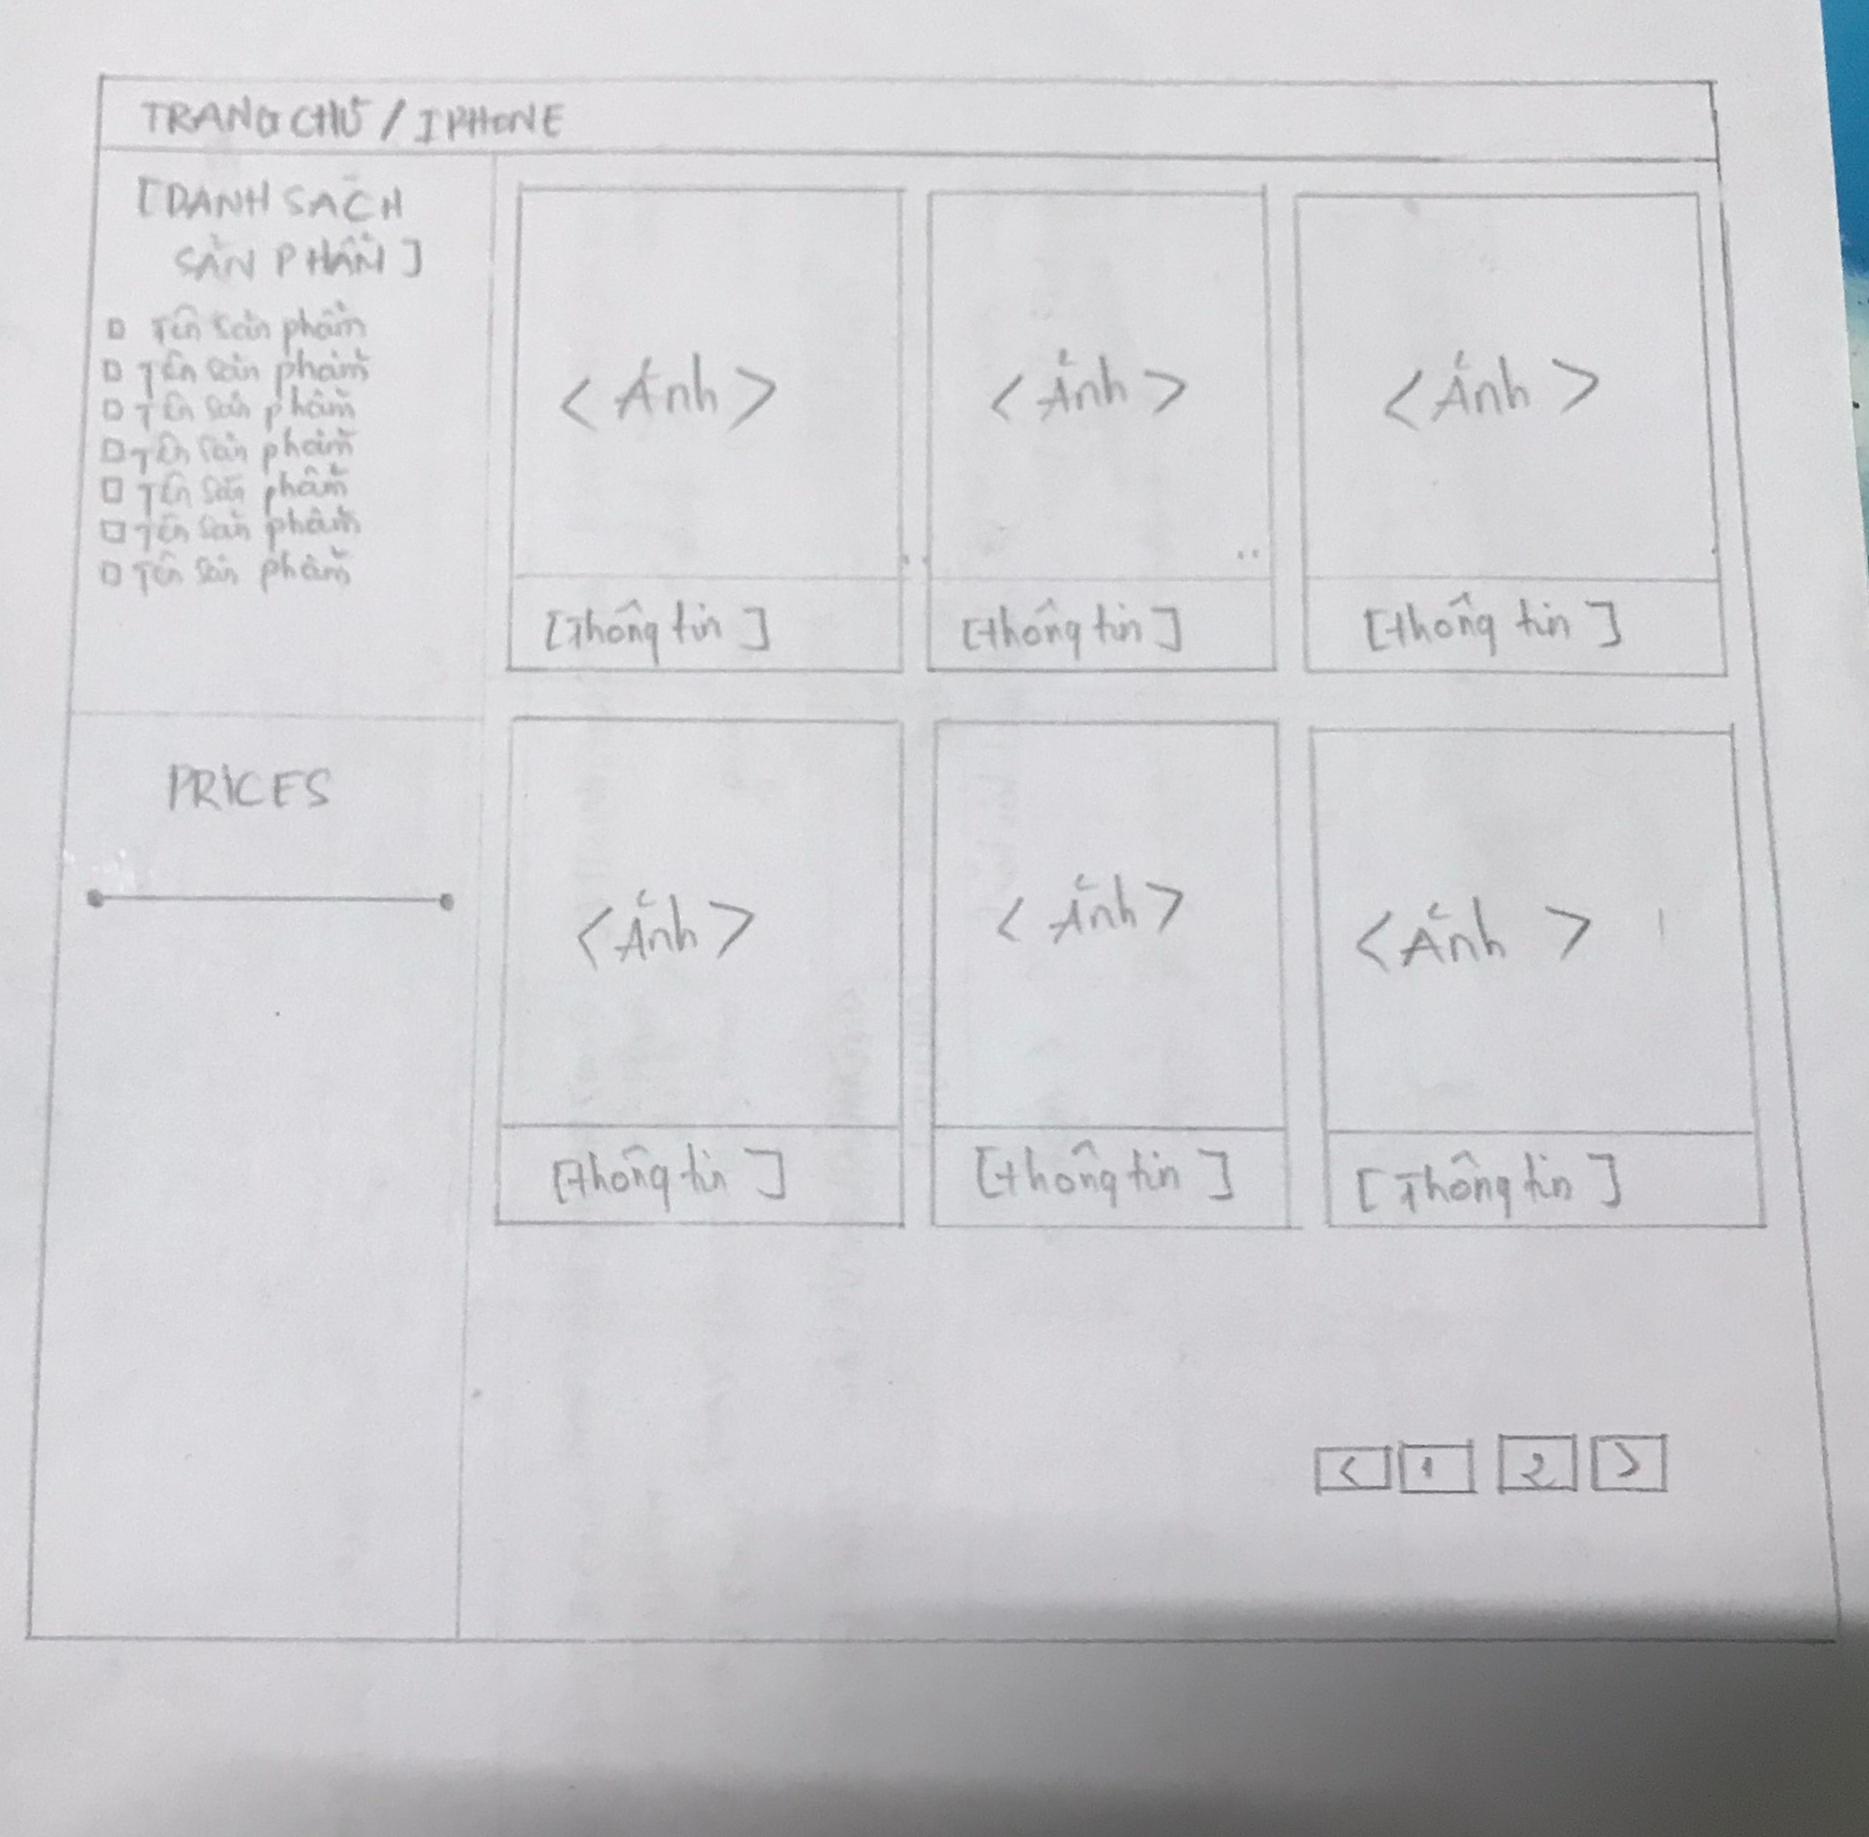 TRANG CHỦ / IPHONE
[DANH SÁCH
SẢN PHẨM]
Tên sản phẩm
Tên sản phẩm
Tên sản phẩm
Tên sản phẩm
Tên sản phẩm
Tên sản phẩm
Tên sản phẩm
PRICES
<Ảnh> <Ảnh> <Ảnh>
[Thông tin] [thông tin] [thông tin]
<Ảnh> <Ảnh> <Ảnh>
[thông tin] [thông tin] [Thông tin]
< 1 2 >